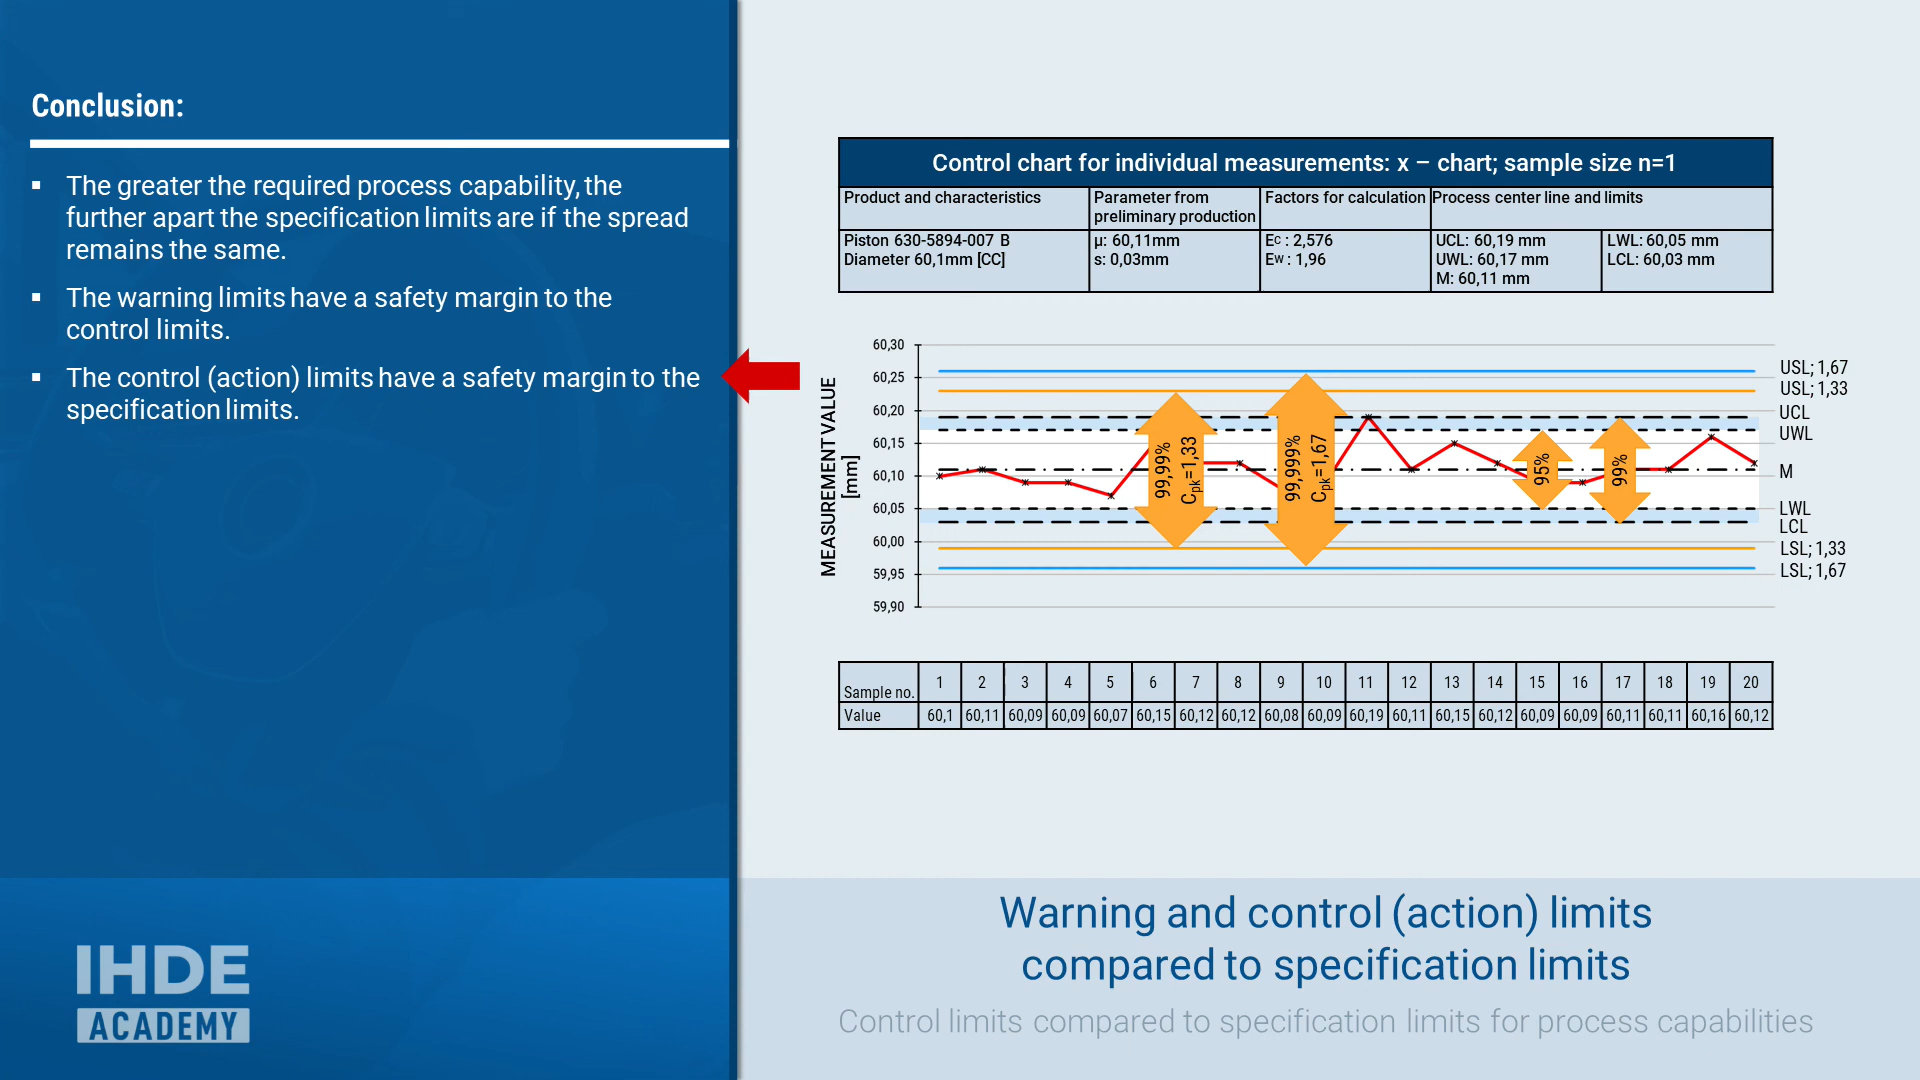 Conclusion:
▪ The greater the required process capability, the
further apart the specification limits are if the spread
remains the same.
▪ The warning limits have a safety margin to the
control limits.
▪ The control (action) limits have a safety margin to the
specification limits.
IHDE
ACADEMY
Control chart for individual measurements: x – chart; sample size n=1
Product and characteristics
Parameter from
preliminary production
Factors for calculation
Process center line and limits
Piston 630-5894-007 B
Diameter 60,1mm [CC]
µ: 60,11mm
s: 0,03mm
EC : 2,576
EW : 1,96
UCL: 60,19 mm
UWL: 60,17 mm
M: 60,11 mm
LWL: 60,05 mm
LCL: 60,03 mm
MEASUREMENT VALUE
[mm]
60,30
60,25
60,20
60,15
60,10
60,05
60,00
59,95
59,90
99,99%
Cpk=1,33
99,9999%
Cpk=1,67
95%
99%
USL; 1,67
USL; 1,33
UCL
UWL
M
LWL
LCL
LSL; 1,33
LSL; 1,67
Sample no. 1 2 3 4 5 6 7 8 9 10 11 12 13 14 15 16 17 18 19 20
Value 60,1 60,11 60,09 60,09 60,07 60,15 60,12 60,12 60,08 60,09 60,19 60,11 60,15 60,12 60,09 60,09 60,11 60,11 60,16 60,12
Warning and control (action) limits
compared to specification limits
Control limits compared to specification limits for process capabilities